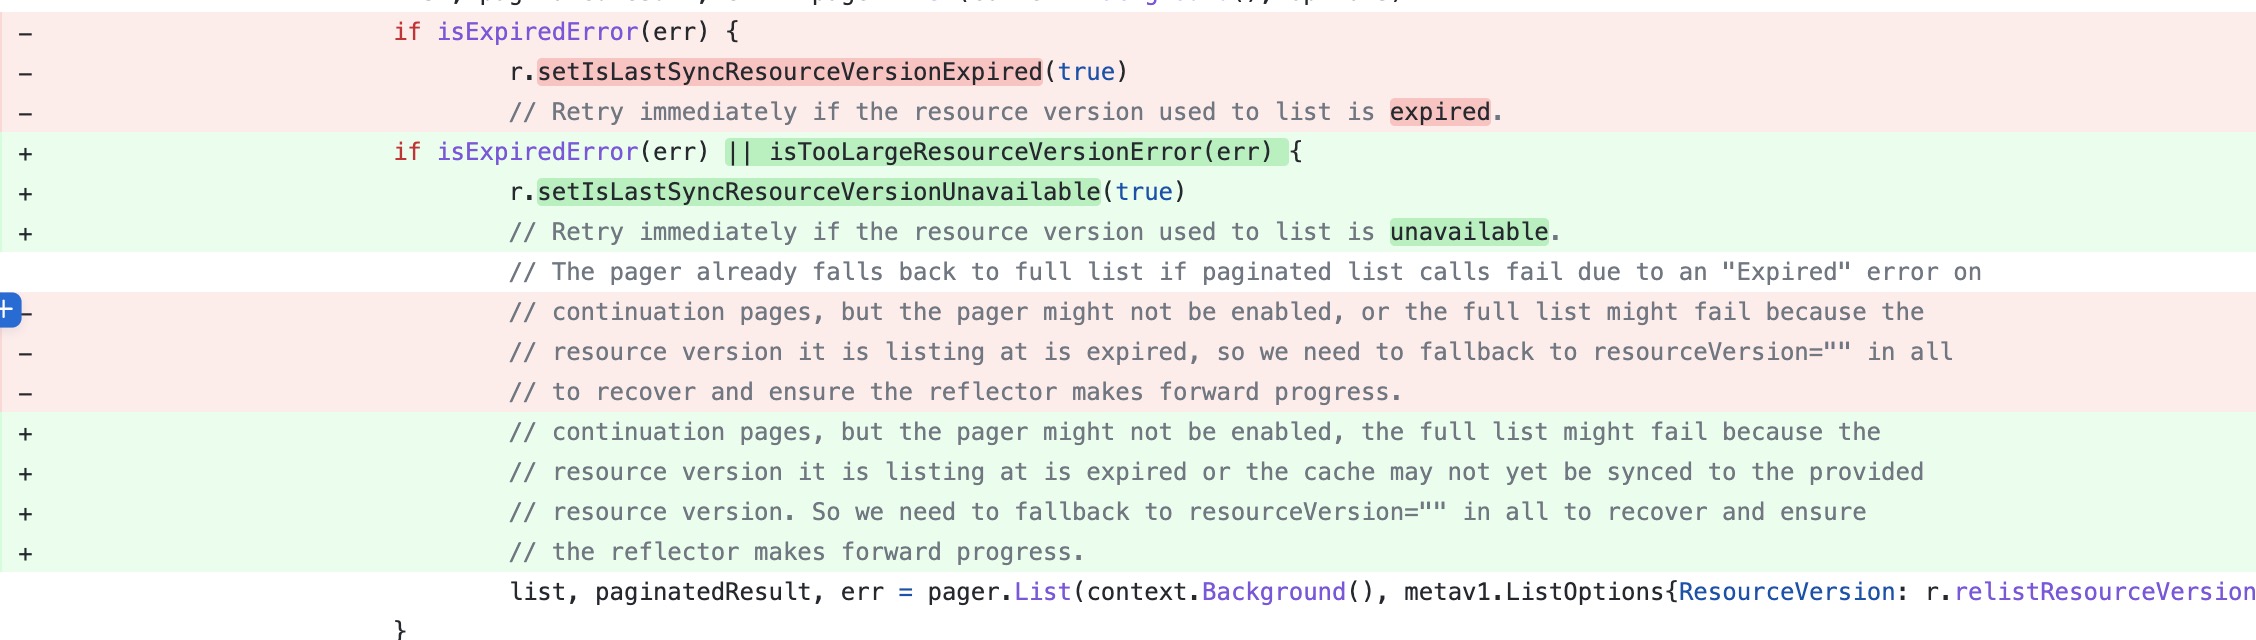 - if isExpiredError(err) {
- r.setIsLastSyncResourceVersionExpired(true)
- // Retry immediately if the resource version used to list is expired.
+ if isExpiredError(err) || isTooLargeResourceVersionError(err) {
+ r.setIsLastSyncResourceVersionUnavailable(true)
+ // Retry immediately if the resource version used to list is unavailable.
// The pager already falls back to full list if paginated list calls fail due to an "Expired" error on
- // continuation pages, but the pager might not be enabled, or the full list might fail because the
- // resource version it is listing at is expired, so we need to fallback to resourceVersion="" in all
- // to recover and ensure the reflector makes forward progress.
+ // continuation pages, but the pager might not be enabled, the full list might fail because the
+ // resource version it is listing at is expired or the cache may not yet be synced to the provided
+ // resource version. So we need to fallback to resourceVersion="" in all to recover and ensure
+ // the reflector makes forward progress.
list, paginatedResult, err = pager.List(context.Background(), metav1.ListOptions{ResourceVersion: r.relistResourceVersion
}